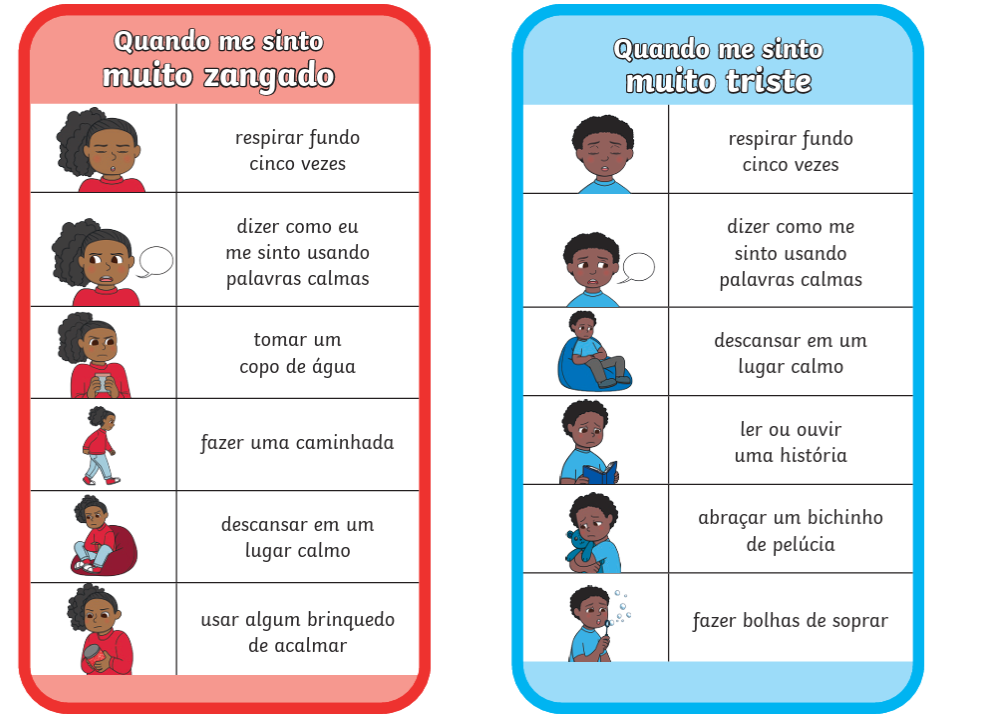 Quando me sinto
muito zangado
respirar fundo
cinco vezes
dizer como eu
me sinto usando
palavras calmas
tomar um
copo de água
fazer uma caminhada
descansar em um
lugar calmo
usar algum brinquedo
de acalmar
Quando me sinto
muito triste
respirar fundo
cinco vezes
dizer como me
sinto usando
palavras calmas
descansar em um
lugar calmo
ler ou ouvir
uma história
abraçar um bichinho
de pelúcia
fazer bolhas de soprar